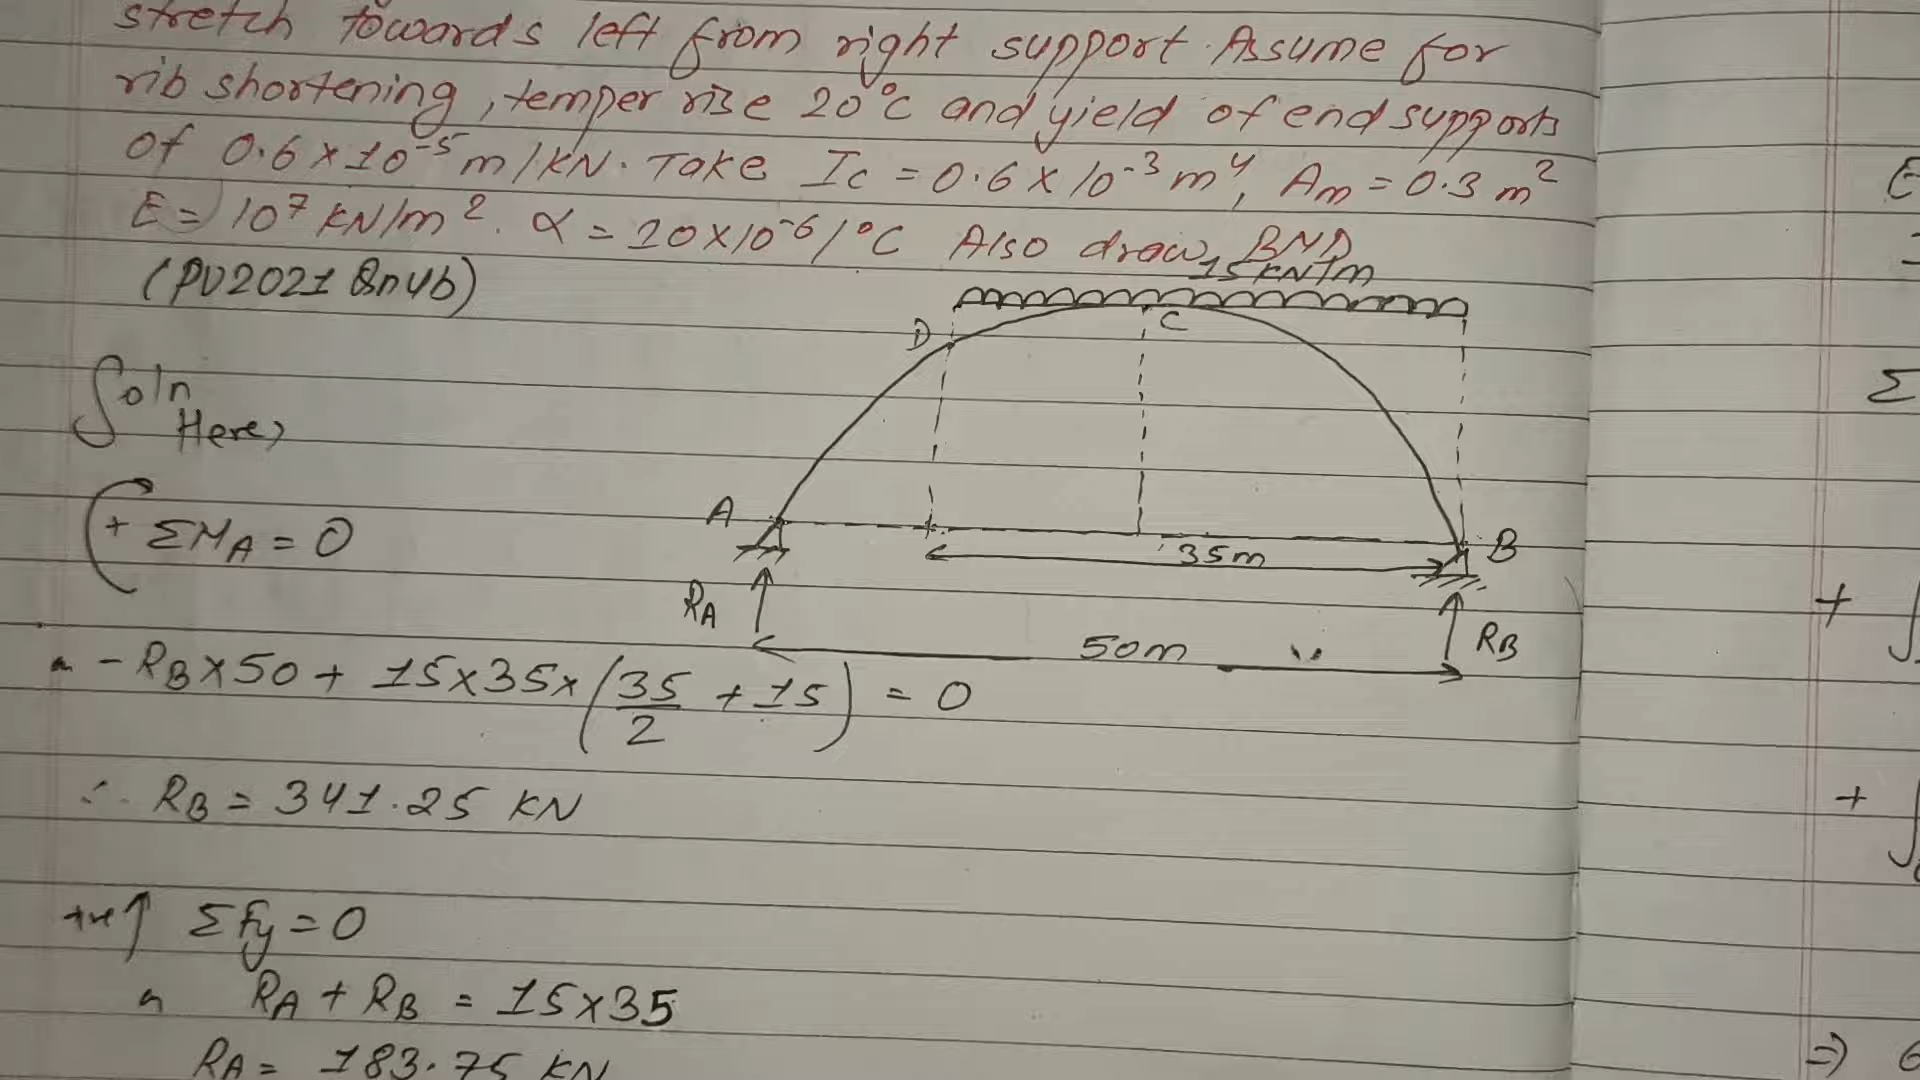 stretch towards left from right support. Assume for
rib shortening, temper rise 20°C and yield of end supports
of 0.6 × 10⁻⁵ m/KN. Take Ic = 0.6 × 10⁻³ m⁴, Am = 0.3 m²
E = 10⁷ KN/m². α = 10×10⁻⁶/°C Also draw BMD
(PU2021 Qn4b)
15 KN/m
D
C
Soln
Here,
A
B
35m
+ ΣMA = 0
RA
RB
50m
- RB×50 + 15×35×(35/2 + 15) = 0
∴ RB = 341.25 KN
+ve↑ ΣFy = 0
RA + RB = 15×35
RA = 183.75 KN
E
Σ
+
+
⇒ 6